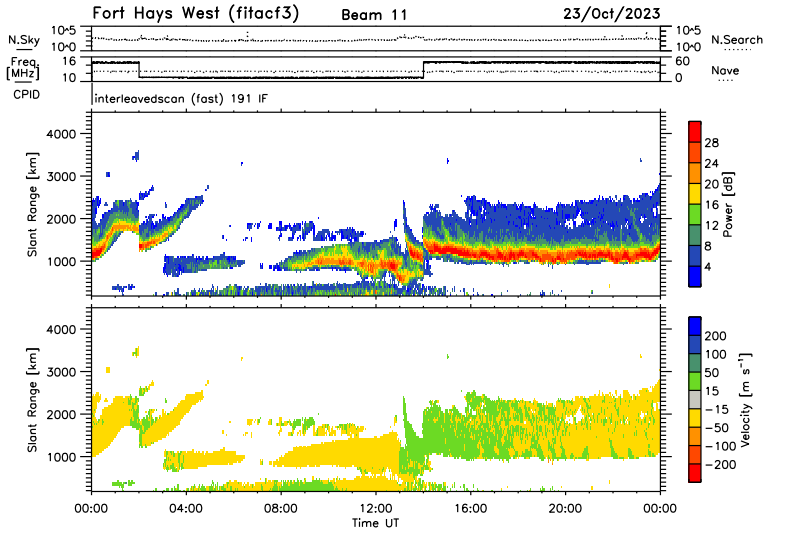 Fort Hays West (fitacf3) Beam 11 23/Oct/2023
N.Sky 10^5 10^0 10^5 10^0 N.Search
Freq. [MHz] 16 10 60 0 Nave
CPID interleavedscan (fast) 191 IF
Slant Range [km]
4000
3000
2000
1000
Power [dB]
28
24
20
16
12
8
4
Slant Range [km]
4000
3000
2000
1000
Velocity [m s⁻¹]
200
100
50
15
−15
−50
−100
−200
00:00 04:00 08:00 12:00 16:00 20:00 00:00
Time UT